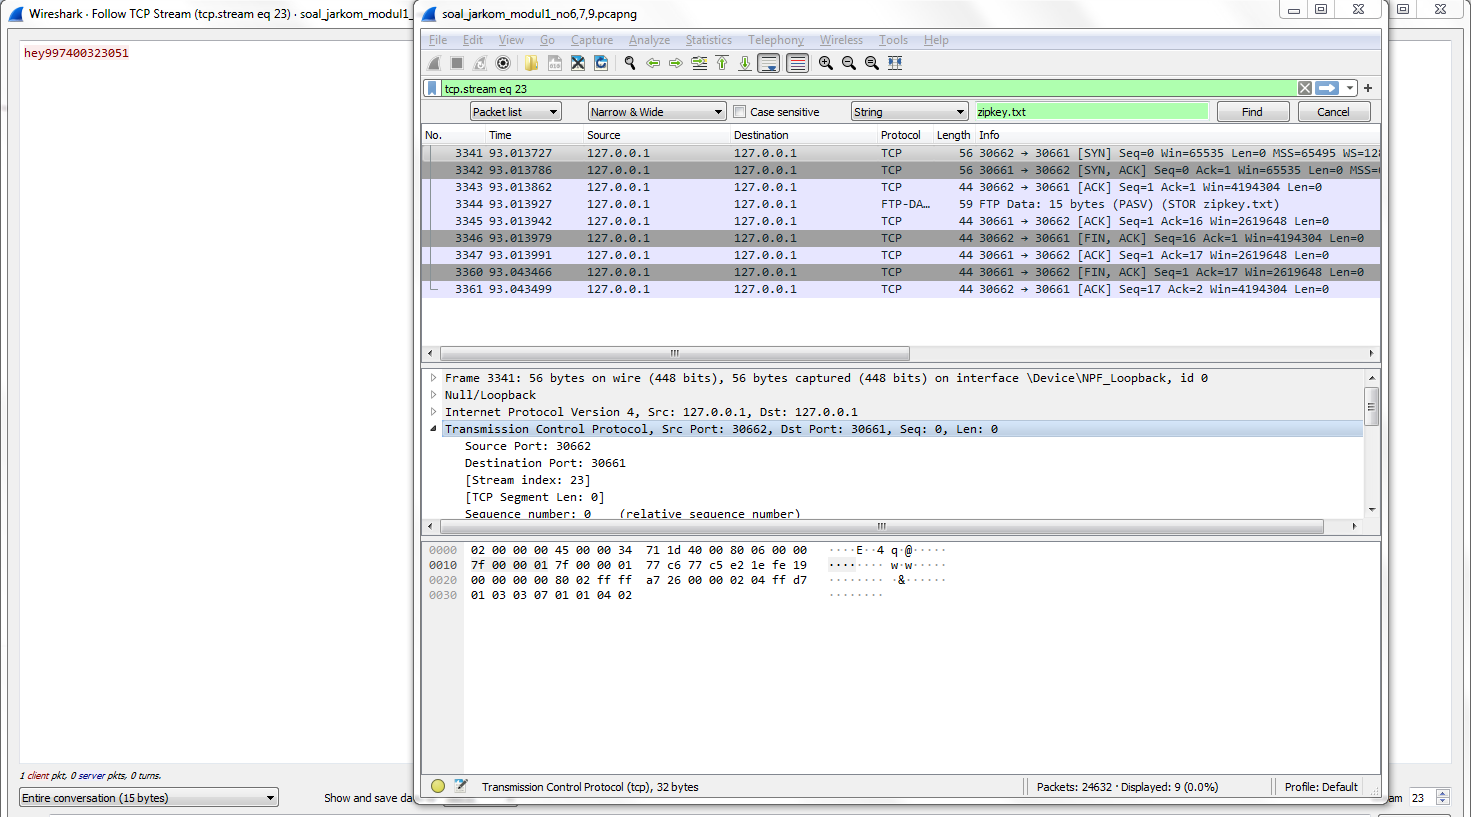 Wireshark · Follow TCP Stream (tcp.stream eq 23) · soal_jarkom_modul1_
hey997400323051
1 client pkt, 0 server pkts, 0 turns.
Entire conversation (15 bytes)
Show and save da
23
soal_jarkom_modul1_no6,7,9.pcapng
File Edit View Go Capture Analyze Statistics Telephony Wireless Tools Help
tcp.stream eq 23
Packet list Narrow & Wide Case sensitive String zipkey.txt Find Cancel
No. Time Source Destination Protocol Length Info
3341 93.013727 127.0.0.1 127.0.0.1 TCP 56 30662 → 30661 [SYN] Seq=0 Win=65535 Len=0 MSS=65495 WS=128
3342 93.013786 127.0.0.1 127.0.0.1 TCP 56 30661 → 30662 [SYN, ACK] Seq=0 Ack=1 Win=65535 Len=0 MSS=
3343 93.013862 127.0.0.1 127.0.0.1 TCP 44 30662 → 30661 [ACK] Seq=1 Ack=1 Win=4194304 Len=0
3344 93.013927 127.0.0.1 127.0.0.1 FTP-DA… 59 FTP Data: 15 bytes (PASV) (STOR zipkey.txt)
3345 93.013942 127.0.0.1 127.0.0.1 TCP 44 30661 → 30662 [ACK] Seq=1 Ack=16 Win=2619648 Len=0
3346 93.013979 127.0.0.1 127.0.0.1 TCP 44 30662 → 30661 [FIN, ACK] Seq=16 Ack=1 Win=4194304 Len=0
3347 93.013991 127.0.0.1 127.0.0.1 TCP 44 30661 → 30662 [ACK] Seq=1 Ack=17 Win=2619648 Len=0
3360 93.043466 127.0.0.1 127.0.0.1 TCP 44 30661 → 30662 [FIN, ACK] Seq=1 Ack=17 Win=2619648 Len=0
3361 93.043499 127.0.0.1 127.0.0.1 TCP 44 30662 → 30661 [ACK] Seq=17 Ack=2 Win=4194304 Len=0
Frame 3341: 56 bytes on wire (448 bits), 56 bytes captured (448 bits) on interface \Device\NPF_Loopback, id 0
Null/Loopback
Internet Protocol Version 4, Src: 127.0.0.1, Dst: 127.0.0.1
Transmission Control Protocol, Src Port: 30662, Dst Port: 30661, Seq: 0, Len: 0
Source Port: 30662
Destination Port: 30661
[Stream index: 23]
[TCP Segment Len: 0]
Sequence number: 0 (relative sequence number)
0000 02 00 00 00 45 00 00 34 71 1d 40 00 80 06 00 00 ····E··4 q·@·····
0010 7f 00 00 01 7f 00 00 01 77 c6 77 c5 e2 1e fe 19 ········ w·w·····
0020 00 00 00 00 80 02 ff ff a7 26 00 00 02 04 ff d7 ········ ·&······
0030 01 03 03 07 01 01 04 02 ········
Transmission Control Protocol (tcp), 32 bytes
Packets: 24632 · Displayed: 9 (0.0%)
Profile: Default